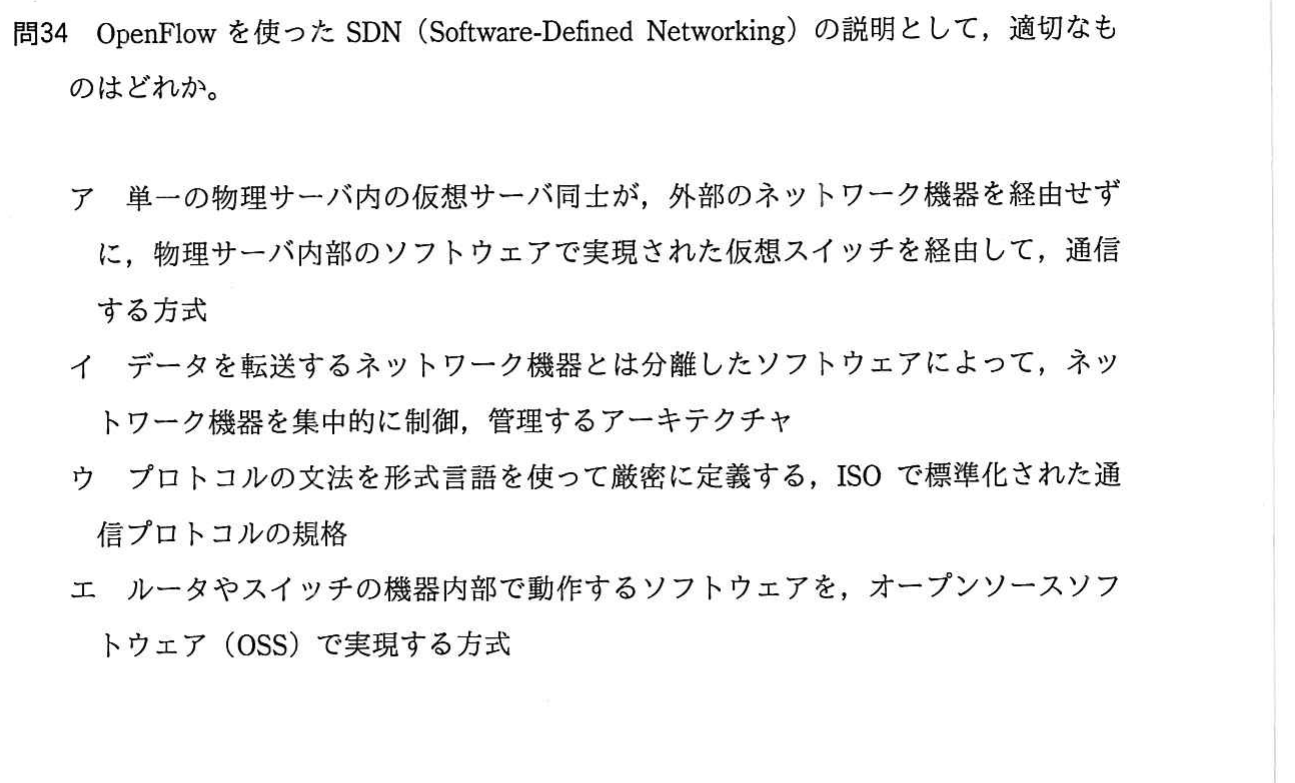 問34 OpenFlow を使った SDN（Software-Defined Networking）の説明として，適切なも
のはどれか。
ア 単一の物理サーバ内の仮想サーバ同士が，外部のネットワーク機器を経由せず
に，物理サーバ内部のソフトウェアで実現された仮想スイッチを経由して，通信
する方式
イ データを転送するネットワーク機器とは分離したソフトウェアによって，ネッ
トワーク機器を集中的に制御，管理するアーキテクチャ
ウ プロトコルの文法を形式言語を使って厳密に定義する，ISO で標準化された通
信プロトコルの規格
エ ルータやスイッチの機器内部で動作するソフトウェアを，オープンソースソフ
トウェア（OSS）で実現する方式